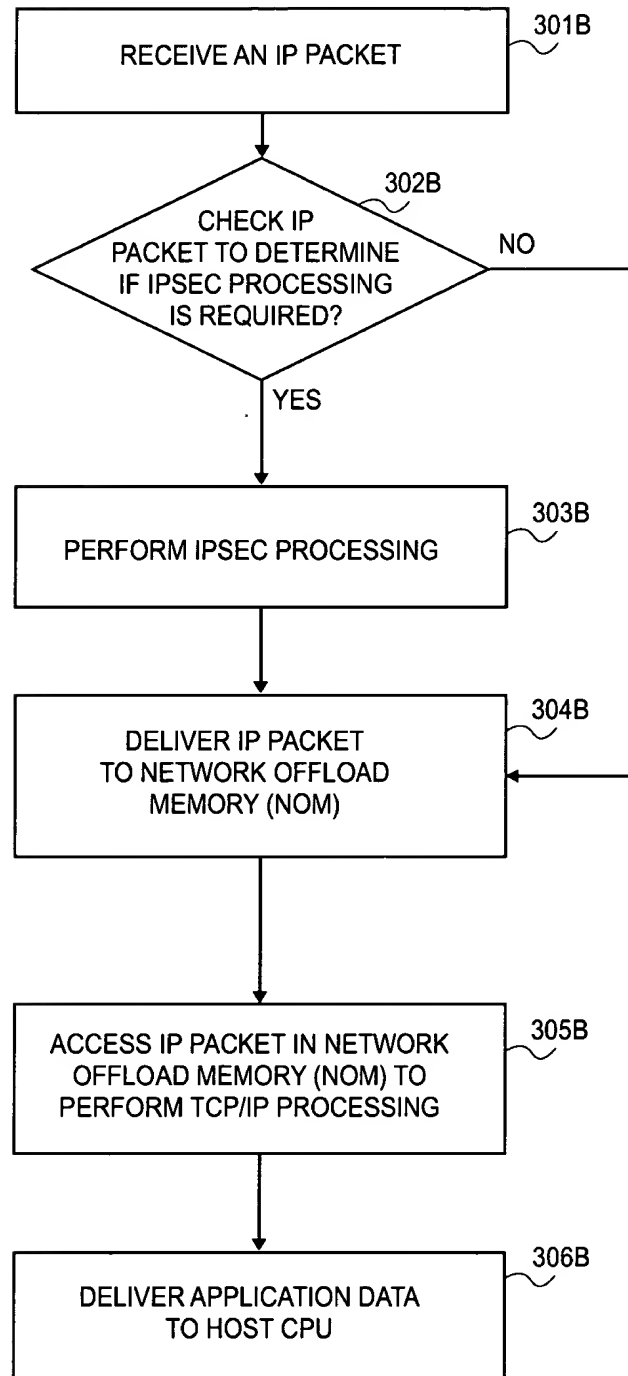 301B
RECEIVE AN IP PACKET
302B
CHECK IP
PACKET TO DETERMINE
IF IPSEC PROCESSING
IS REQUIRED?
NO
YES
303B
PERFORM IPSEC PROCESSING
304B
DELIVER IP PACKET
TO NETWORK OFFLOAD
MEMORY (NOM)
305B
ACCESS IP PACKET IN NETWORK
OFFLOAD MEMORY (NOM) TO
PERFORM TCP/IP PROCESSING
306B
DELIVER APPLICATION DATA
TO HOST CPU